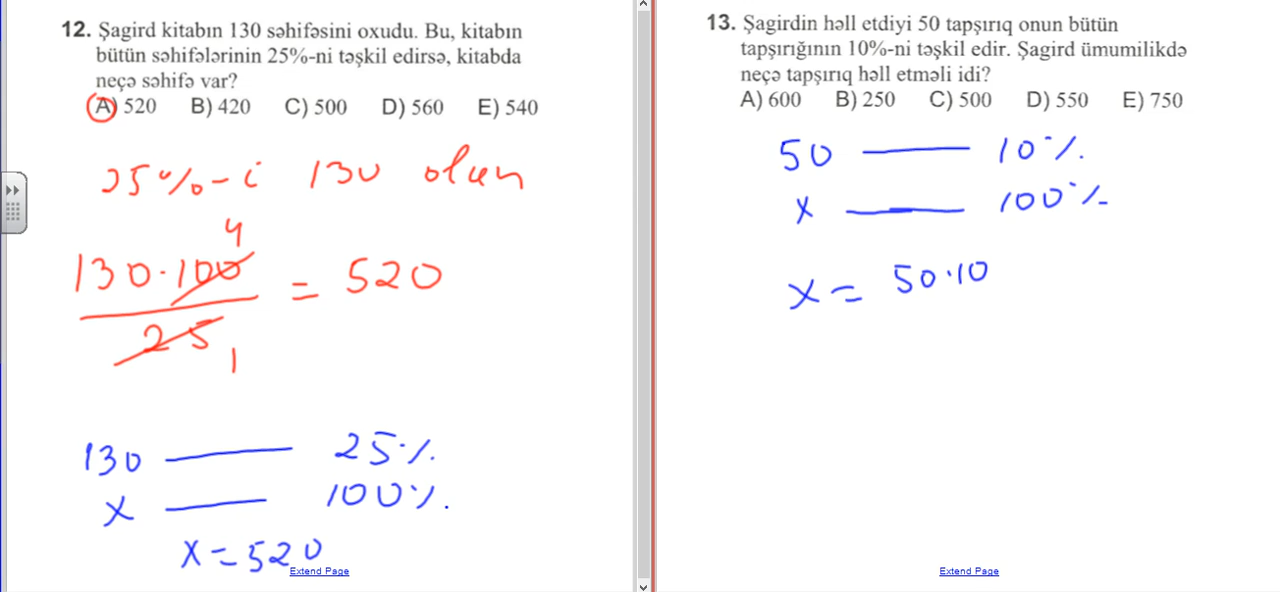 12. Şagird kitabın 130 səhifəsini oxudu. Bu, kitabın
bütün səhifələrinin 25%-ni təşkil edirsə, kitabda
neçə səhifə var?
A) 520 B) 420 C) 500 D) 560 E) 540
25%-i 130 olan
4
130·100
= 520
25
1
130 — 25%
x — 100%.
x=520
Extend Page
13. Şagirdin həll etdiyi 50 tapşırıq onun bütün
tapşırığının 10%-ni təşkil edir. Şagird ümumilikdə
neçə tapşırıq həll etməli idi?
A) 600 B) 250 C) 500 D) 550 E) 750
50 — 10%
x — 100%
x = 50·10
Extend Page